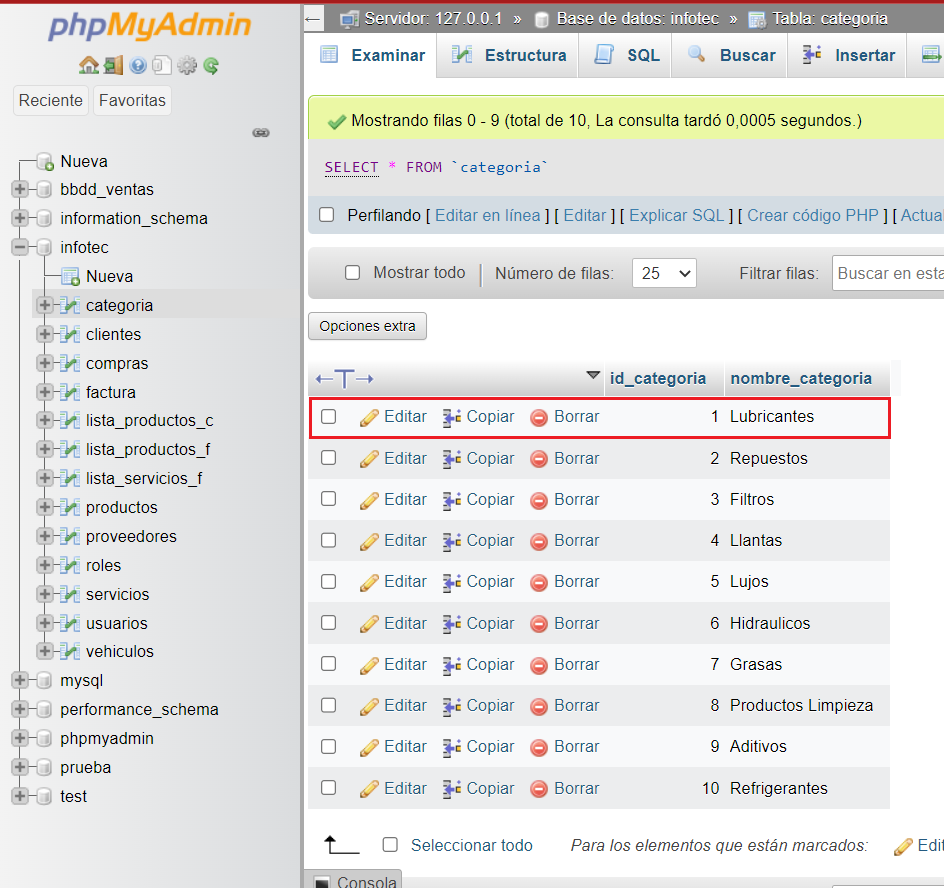 phpMyAdmin
Reciente Favoritas
Nueva
bbdd_ventas
information_schema
infotec
Nueva
categoria
clientes
compras
factura
lista_productos_c
lista_productos_f
lista_servicios_f
productos
proveedores
roles
servicios
usuarios
vehiculos
mysql
performance_schema
phpmyadmin
prueba
test
Servidor: 127.0.0.1 » Base de datos: infotec » Tabla: categoria
Examinar Estructura SQL Buscar Insertar
Mostrando filas 0 - 9 (total de 10, La consulta tardó 0,0005 segundos.)
SELECT * FROM `categoria`
Perfilando [ Editar en línea ] [ Editar ] [ Explicar SQL ] [ Crear código PHP ] [ Actual
Mostrar todo Número de filas: 25 Filtrar filas: Buscar en esta
Opciones extra
←T→ id_categoria nombre_categoria
Editar Copiar Borrar 1 Lubricantes
Editar Copiar Borrar 2 Repuestos
Editar Copiar Borrar 3 Filtros
Editar Copiar Borrar 4 Llantas
Editar Copiar Borrar 5 Lujos
Editar Copiar Borrar 6 Hidraulicos
Editar Copiar Borrar 7 Grasas
Editar Copiar Borrar 8 Productos Limpieza
Editar Copiar Borrar 9 Aditivos
Editar Copiar Borrar 10 Refrigerantes
Seleccionar todo Para los elementos que están marcados: Edit
Consola